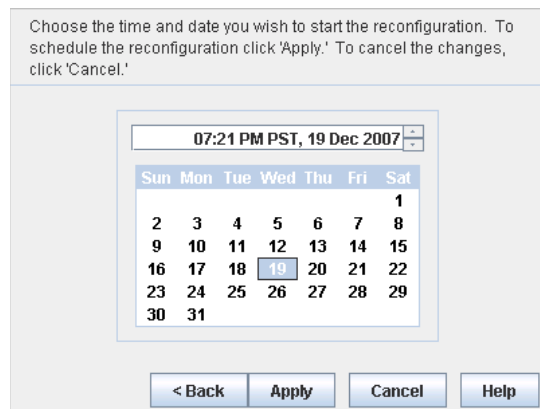 Choose the time and date you wish to start the reconfiguration. To
schedule the reconfiguration click 'Apply.' To cancel the changes,
click 'Cancel.'
07:21 PM PST, 19 Dec 2007
Sun Mon Tue Wed Thu Fri Sat
1
2 3 4 5 6 7 8
9 10 11 12 13 14 15
16 17 18 19 20 21 22
23 24 25 26 27 28 29
30 31
< Back Apply Cancel Help